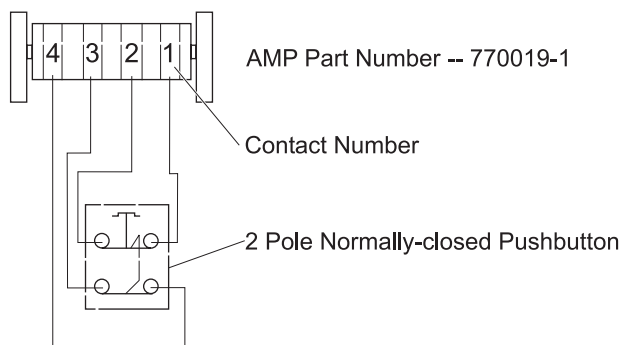 4 3 2 1
AMP Part Number -- 770019-1
Contact Number
2 Pole Normally-closed Pushbutton